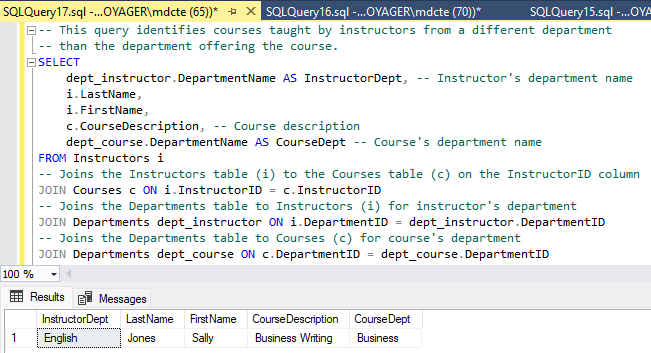 SQLQuery17.sql -...OYAGER\mdcte (65))* SQLQuery16.sql -...OYAGER\mdcte (70))* SQLQuery15.sql -...OYA
-- This query identifies courses taught by instructors from a different department
-- than the department offering the course.
SELECT
dept_instructor.DepartmentName AS InstructorDept, -- Instructor's department name
i.LastName,
i.FirstName,
c.CourseDescription, -- Course description
dept_course.DepartmentName AS CourseDept -- Course's department name
FROM Instructors i
-- Joins the Instructors table (i) to the Courses table (c) on the InstructorID column
JOIN Courses c ON i.InstructorID = c.InstructorID
-- Joins the Departments table to Instructors (i) for instructor's department
JOIN Departments dept_instructor ON i.DepartmentID = dept_instructor.DepartmentID
-- Joins the Departments table to Courses (c) for course's department
JOIN Departments dept_course ON c.DepartmentID = dept_course.DepartmentID
100 %
Results Messages
InstructorDept LastName FirstName CourseDescription CourseDept
1 English Jones Sally Business Writing Business